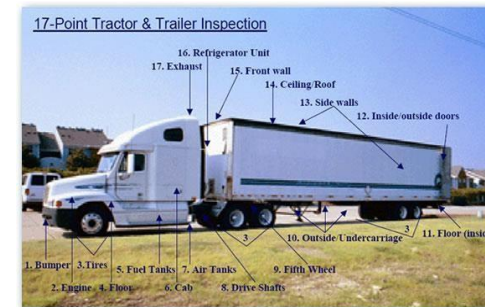 17-Point Tractor & Trailer Inspection
16. Refrigerator Unit
17. Exhaust
15. Front wall
14. Ceiling/Roof
13. Side walls
12. Inside/outside doors
3
3
10. Outside/Undercarriage
11. Floor (insid
1. Bumper
3.Tires
5. Fuel Tanks
7. Air Tanks
9. Fifth Wheel
2. Engine
4. Floor
6. Cab
8. Drive Shafts